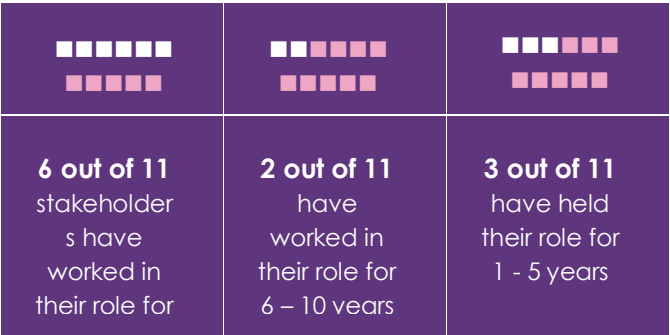 6 out of 11
stakeholder
s have
worked in
their role for
2 out of 11
have
worked in
their role for
6 – 10 years
3 out of 11
have held
their role for
1 - 5 years